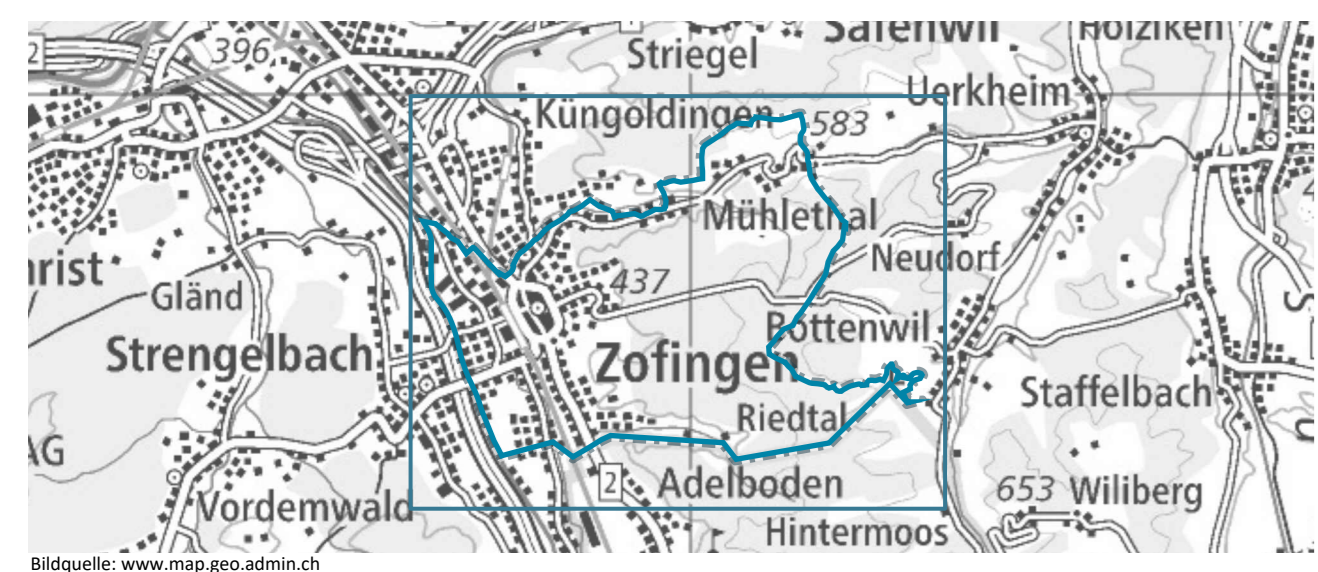 Safenwil
Holziken
2
396
Striegel
Uerkheim
Küngoldingen
583
Mühlethal
Neudorf
rist
437
Gländ
Bottenwil
Strengelbach
Zofingen
Staffelbach
Riedtal
AG
2
Adelboden
653
Wiliberg
Vordemwald
Hintermoos
Bildquelle: www.map.geo.admin.ch